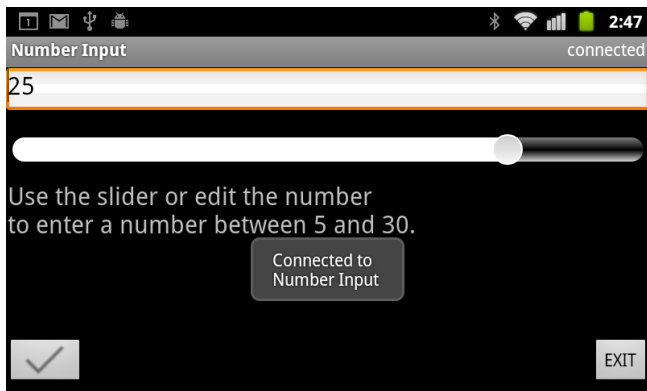 1
2:47
Number Input connected
25
Use the slider or edit the number
to enter a number between 5 and 30.
Connected to
Number Input
EXIT